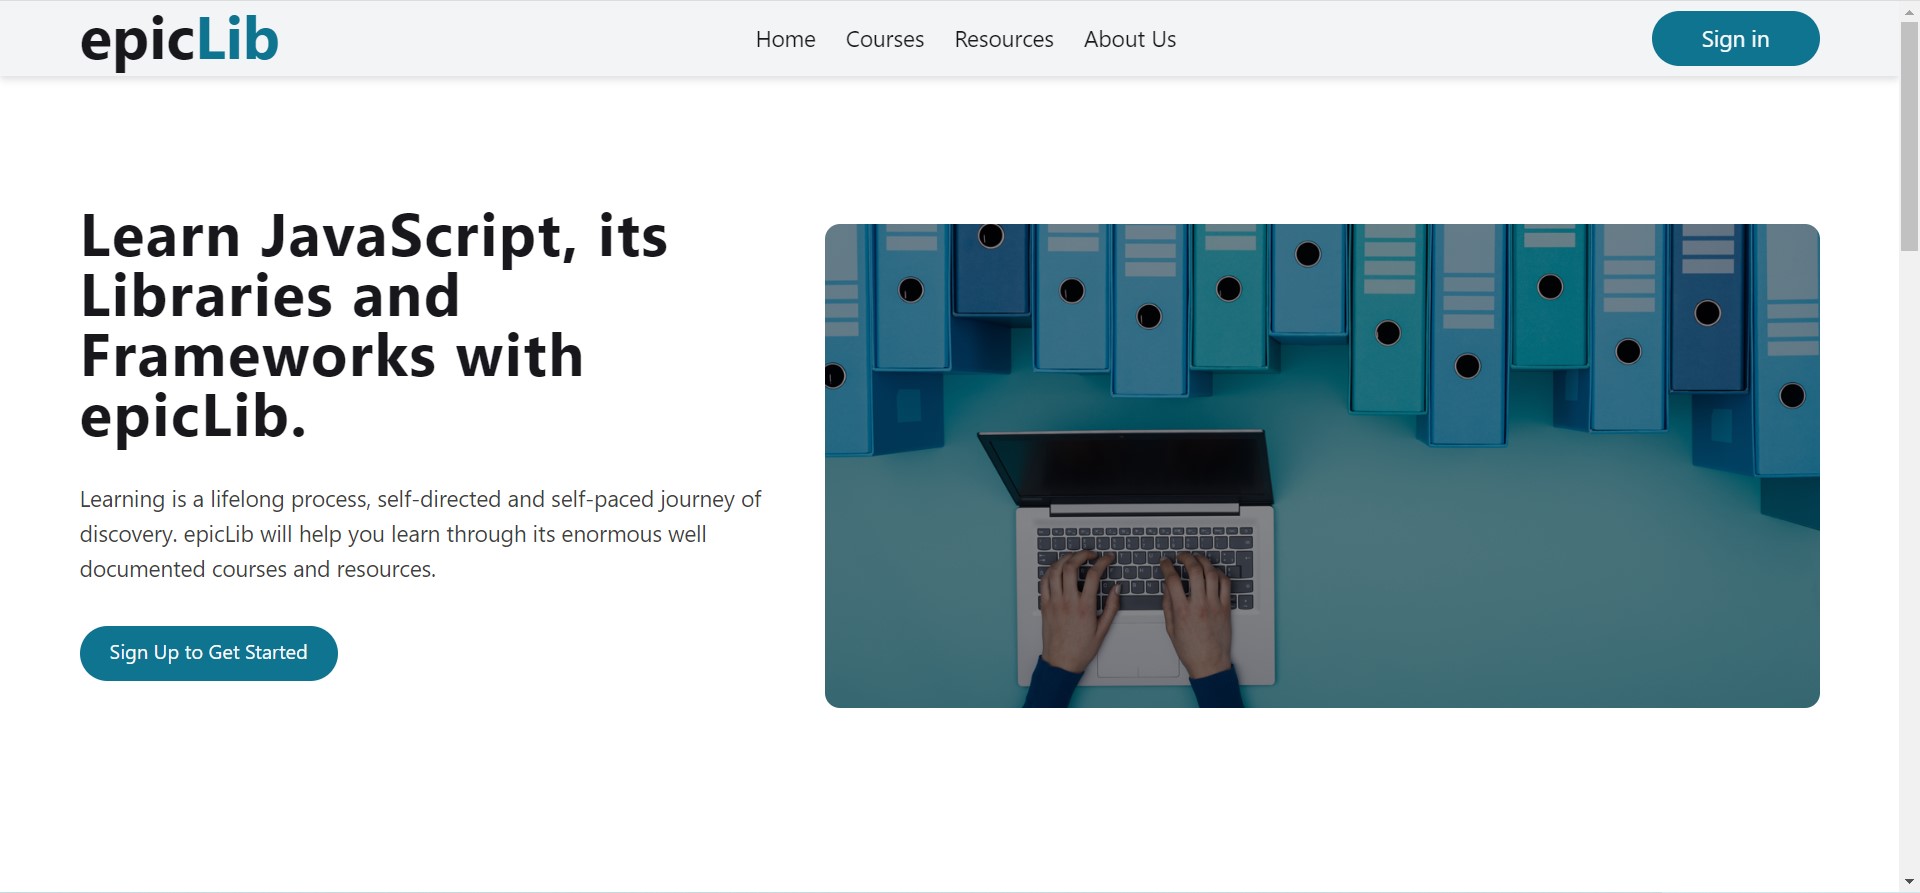 epicLib
Home Courses Resources About Us
Sign in
Learn JavaScript, its
Libraries and
Frameworks with
epicLib.
Learning is a lifelong process, self-directed and self-paced journey of
discovery. epicLib will help you learn through its enormous well
documented courses and resources.
Sign Up to Get Started